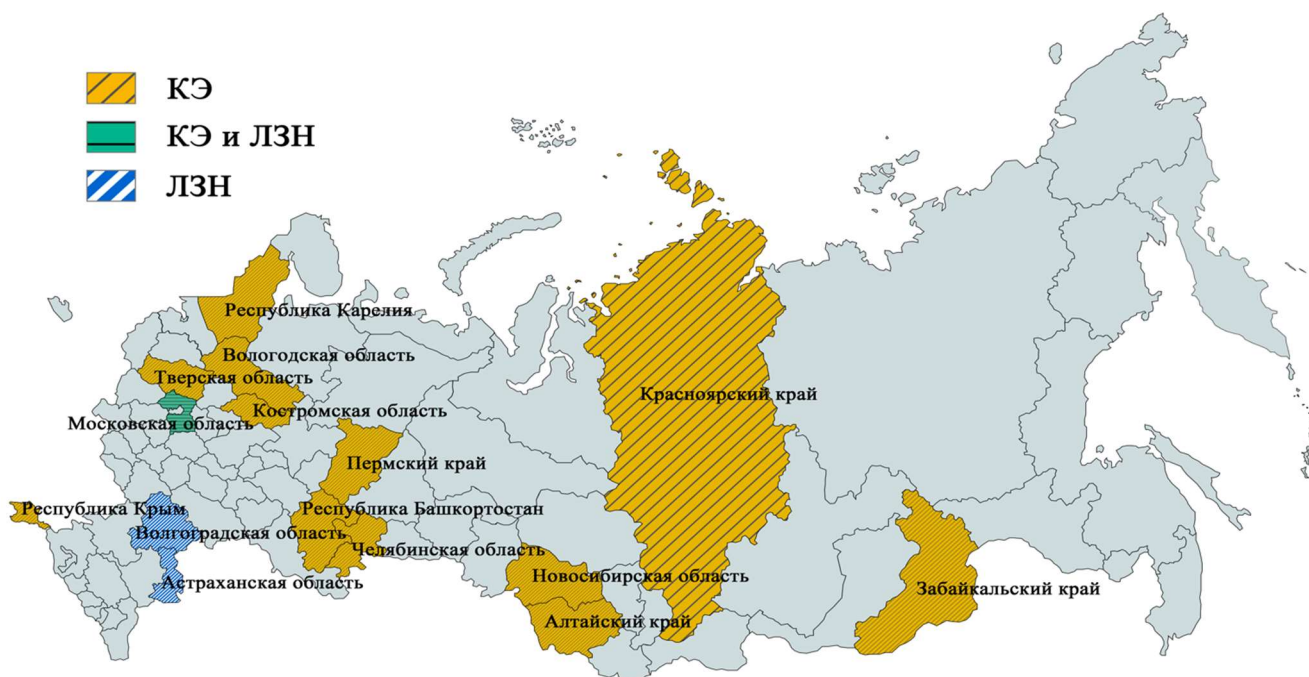 КЭ
КЭ и ЛЗН
ЛЗН
Республика Карелия
Вологодская область
Тверская область
Красноярский край
Костромская область
Московская область
Пермский край
Республика Крым
Республика Башкортостан
Волгоградская область
Челябинская область
Новосибирская область
Астраханская область
Забайкальский край
Алтайский край